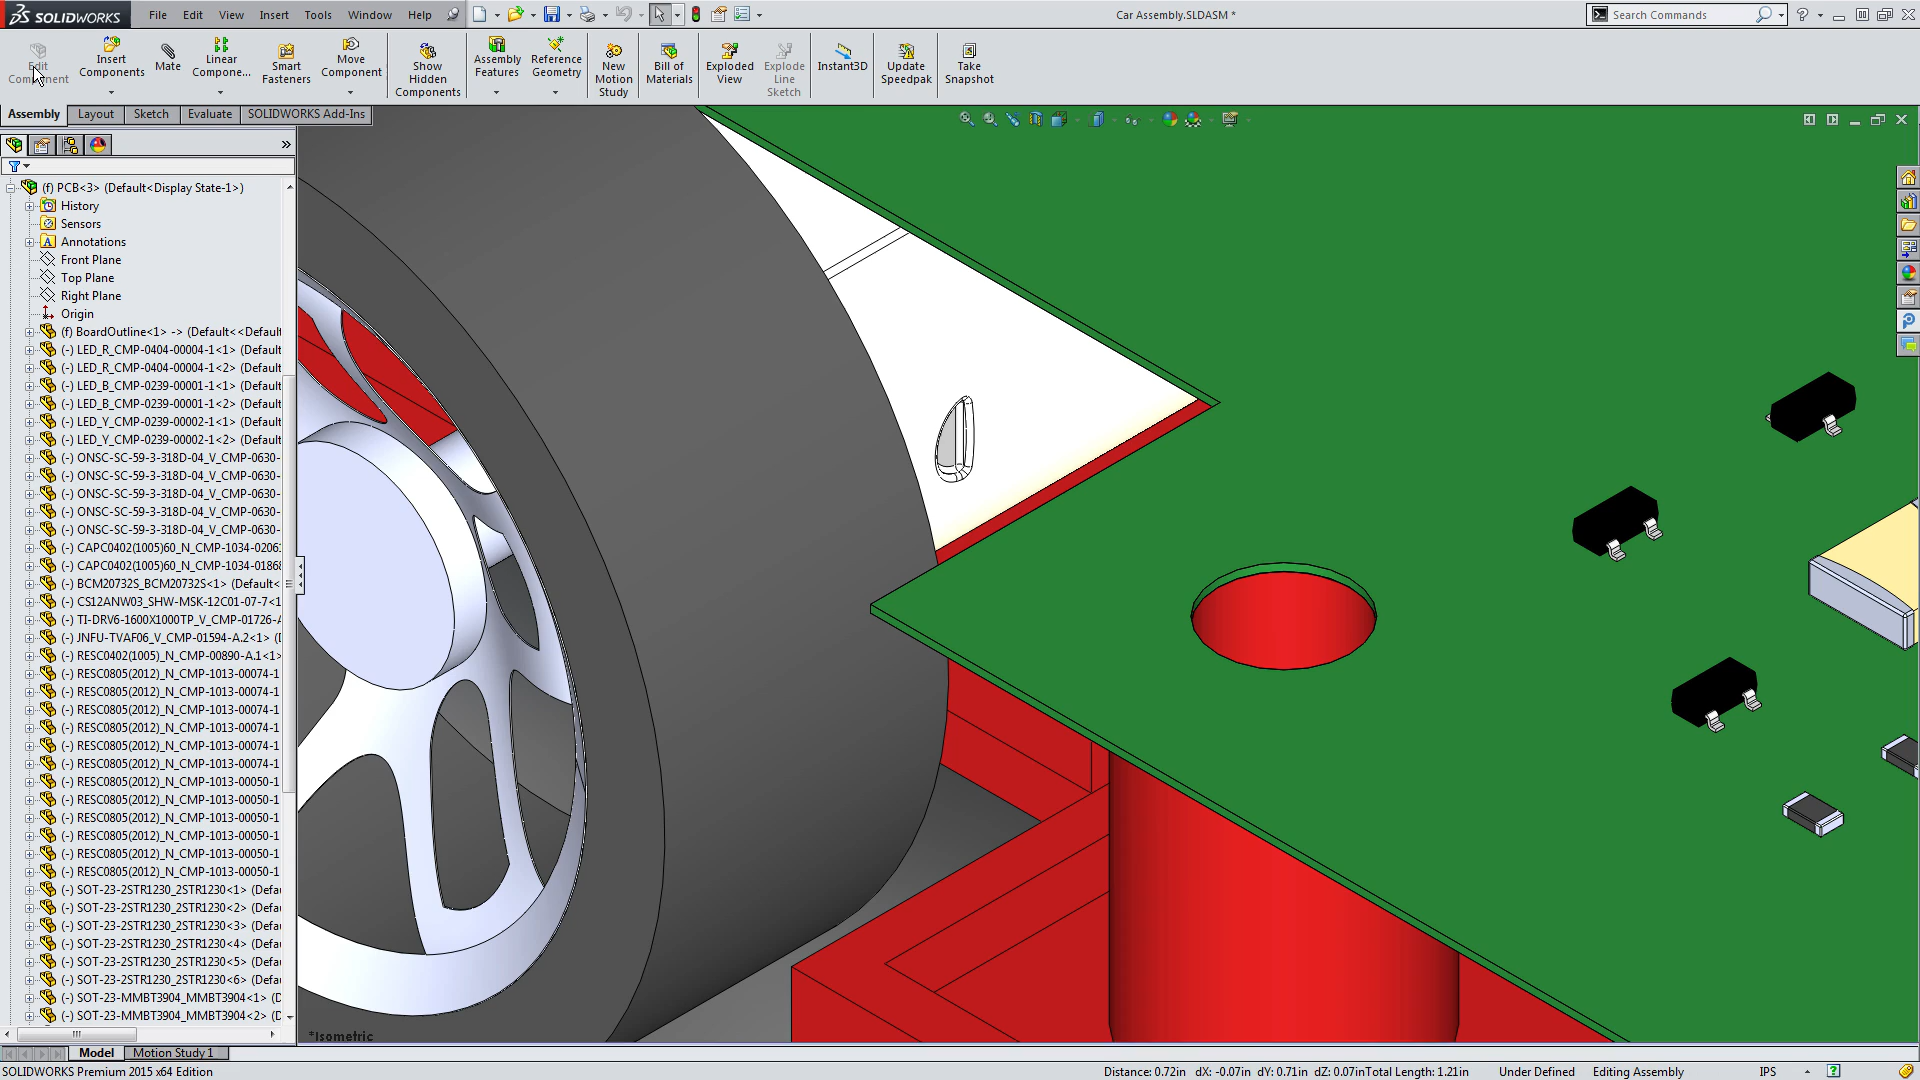 SOLIDWORKS
File Edit View Insert Tools Window Help
Car Assembly.SLDASM *
Search Commands
Edit Component
Insert Components
Mate
Linear Compone...
Smart Fasteners
Move Component
Show Hidden Components
Assembly Features
Reference Geometry
New Motion Study
Bill of Materials
Exploded View
Explode Line Sketch
Instant3D
Update Speedpak
Take Snapshot
Assembly Layout Sketch Evaluate SOLIDWORKS Add-Ins
(f) PCB<3> (Default<Display State-1>)
History
Sensors
Annotations
Front Plane
Top Plane
Right Plane
Origin
(f) BoardOutline<1> -> (Default<<Default
(-) LED_R_CMP-0404-00004-1<1> (Default
(-) LED_R_CMP-0404-00004-1<2> (Default
(-) LED_B_CMP-0239-00001-1<1> (Default
(-) LED_B_CMP-0239-00001-1<2> (Default
(-) LED_Y_CMP-0239-00002-1<1> (Default
(-) LED_Y_CMP-0239-00002-1<2> (Default
(-) ONSC-SC-59-3-318D-04_V_CMP-0630-
(-) ONSC-SC-59-3-318D-04_V_CMP-0630-
(-) ONSC-SC-59-3-318D-04_V_CMP-0630-
(-) ONSC-SC-59-3-318D-04_V_CMP-0630-
(-) ONSC-SC-59-3-318D-04_V_CMP-0630-
(-) CAPC0402(1005)60_N_CMP-1034-0206
(-) CAPC0402(1005)60_N_CMP-1034-0186
(-) BCM20732S_BCM20732S<1> (Default<
(-) CS12ANW03_SHW-MSK-12C01-07-7<1
(-) TI-DRV6-1600X1000TP_V_CMP-01726-A
(-) JNFU-TVAF06_V_CMP-01594-A.2<1> (D
(-) RESC0402(1005)_N_CMP-00890-A.1<1>
(-) RESC0805(2012)_N_CMP-1013-00074-1
(-) RESC0805(2012)_N_CMP-1013-00074-1
(-) RESC0805(2012)_N_CMP-1013-00074-1
(-) RESC0805(2012)_N_CMP-1013-00074-1
(-) RESC0805(2012)_N_CMP-1013-00074-1
(-) RESC0805(2012)_N_CMP-1013-00074-1
(-) RESC0805(2012)_N_CMP-1013-00050-1
(-) RESC0805(2012)_N_CMP-1013-00050-1
(-) RESC0805(2012)_N_CMP-1013-00050-1
(-) RESC0805(2012)_N_CMP-1013-00050-1
(-) RESC0805(2012)_N_CMP-1013-00050-1
(-) RESC0805(2012)_N_CMP-1013-00050-1
(-) SOT-23-2STR1230_2STR1230<1> (Defau
(-) SOT-23-2STR1230_2STR1230<2> (Defau
(-) SOT-23-2STR1230_2STR1230<3> (Defau
(-) SOT-23-2STR1230_2STR1230<4> (Defau
(-) SOT-23-2STR1230_2STR1230<5> (Defau
(-) SOT-23-2STR1230_2STR1230<6> (Defau
(-) SOT-23-MMBT3904_MMBT3904<1> (D
(-) SOT-23-MMBT3904_MMBT3904<2> (D
*Isometric
Model Motion Study 1
SOLIDWORKS Premium 2015 x64 Edition
Distance: 0.72in dX: -0.07in dY: 0.71in dZ: 0.07inTotal Length: 1.21in Under Defined Editing Assembly IPS